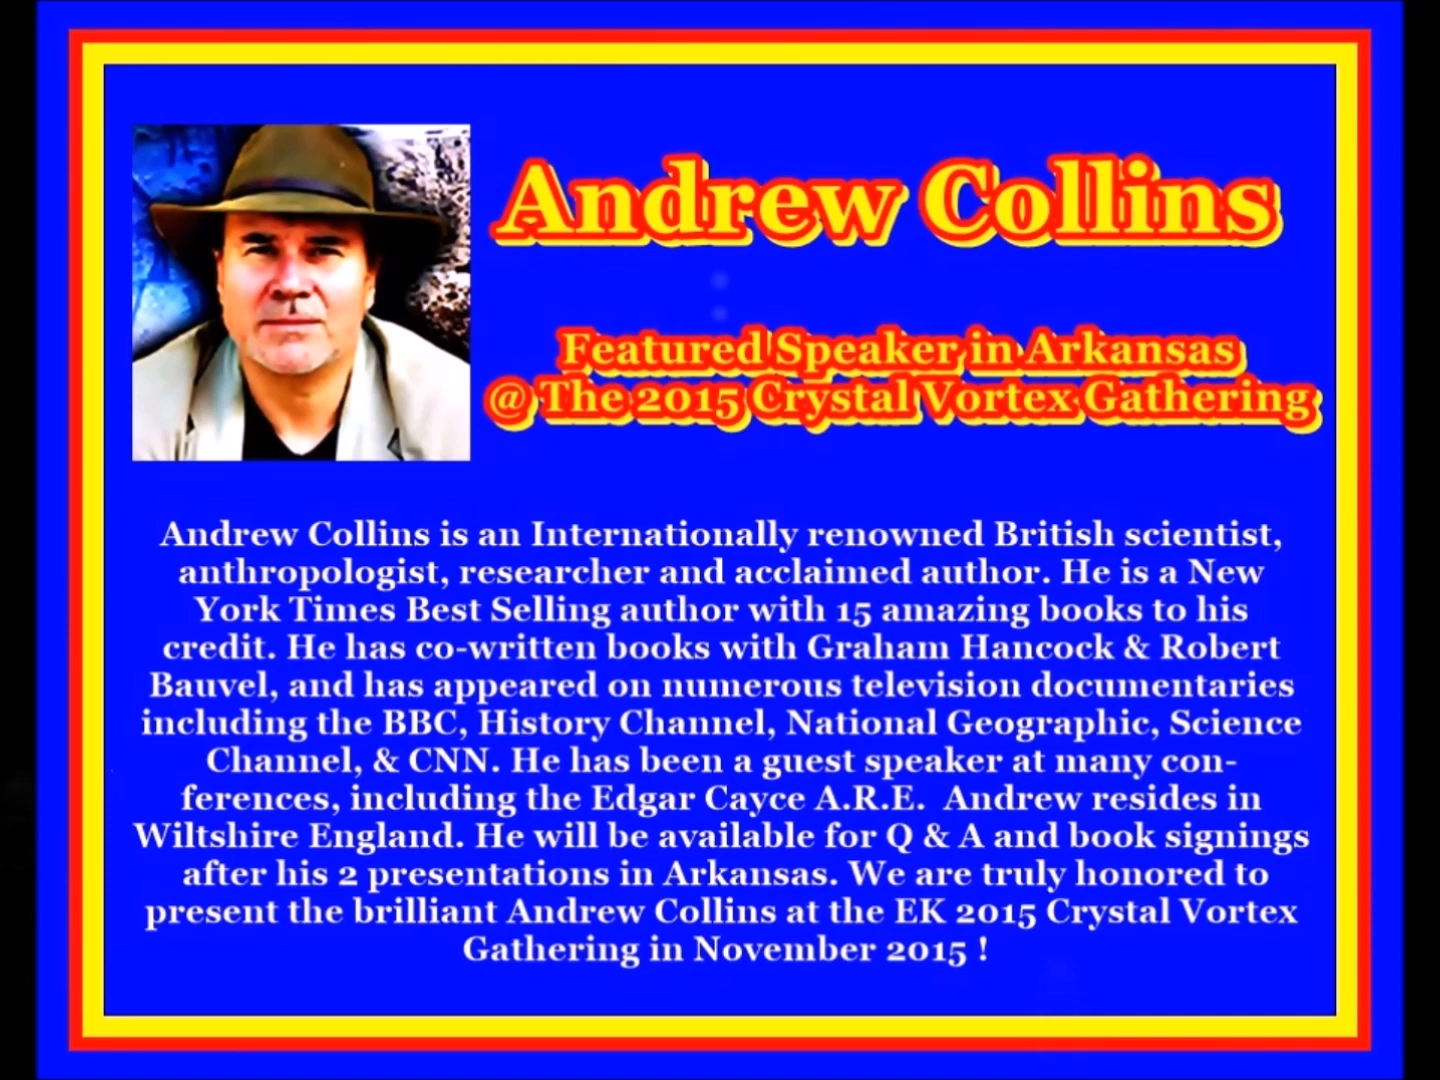 Andrew Collins
Featured Speaker in Arkansas
@ The 2015 Crystal Vortex Gathering
Andrew Collins is an Internationally renowned British scientist,
anthropologist, researcher and acclaimed author. He is a New
York Times Best Selling author with 15 amazing books to his
credit. He has co-written books with Graham Hancock & Robert
Bauvel, and has appeared on numerous television documentaries
including the BBC, History Channel, National Geographic, Science
Channel, & CNN. He has been a guest speaker at many con-
ferences, including the Edgar Cayce A.R.E.  Andrew resides in
Wiltshire England. He will be available for Q & A and book signings
after his 2 presentations in Arkansas. We are truly honored to
present the brilliant Andrew Collins at the EK 2015 Crystal Vortex
Gathering in November 2015 !